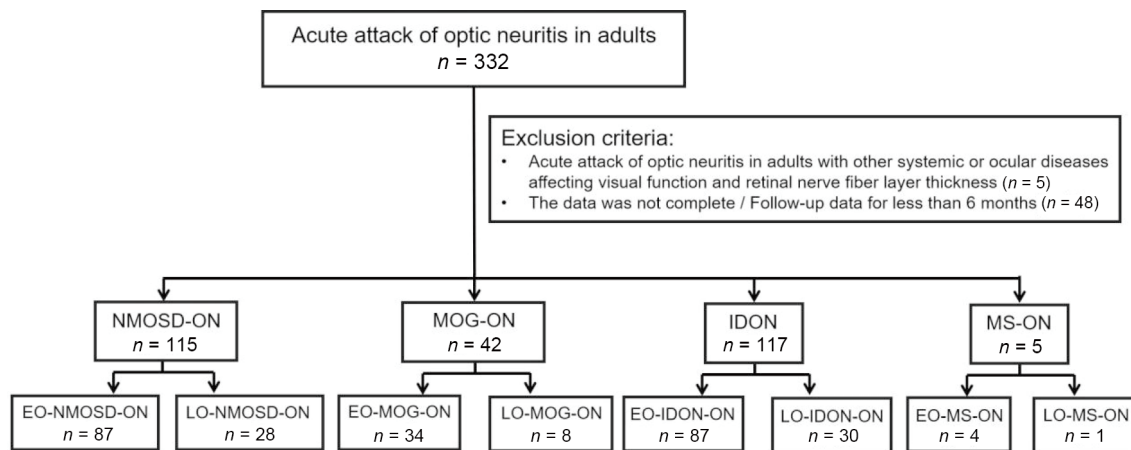 Acute attack of optic neuritis in adults
n = 332
Exclusion criteria:
• Acute attack of optic neuritis in adults with other systemic or ocular diseases
affecting visual function and retinal nerve fiber layer thickness (n = 5)
• The data was not complete / Follow-up data for less than 6 months (n = 48)
NMOSD-ON
n = 115
MOG-ON
n = 42
IDON
n = 117
MS-ON
n = 5
EO-NMOSD-ON
n = 87
LO-NMOSD-ON
n = 28
EO-MOG-ON
n = 34
LO-MOG-ON
n = 8
EO-IDON-ON
n = 87
LO-IDON-ON
n = 30
EO-MS-ON
n = 4
LO-MS-ON
n = 1